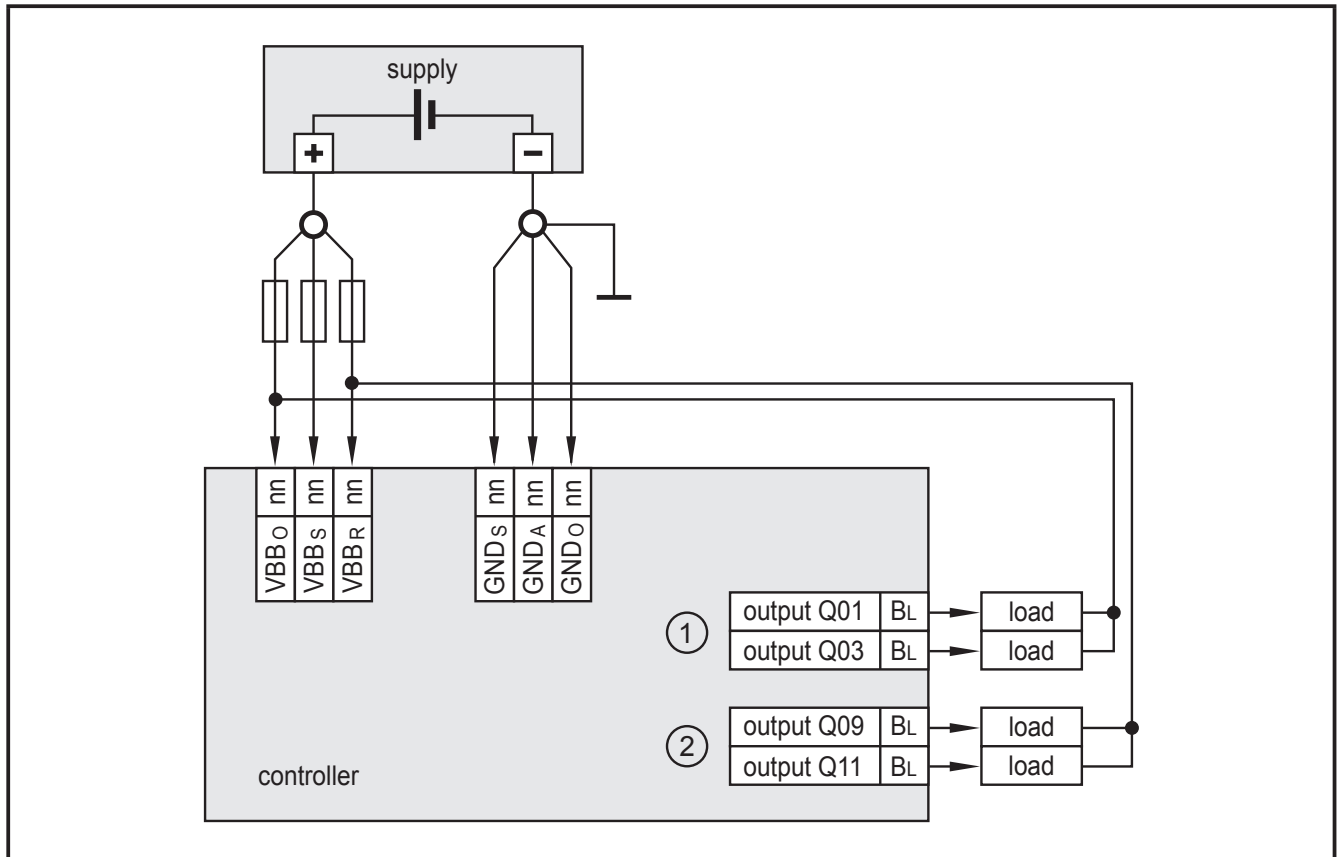 supply
+ −
nn nn nn nn nn nn
VBBO VBBS VBBR GNDS GNDA GNDO
1
output Q01 BL load
output Q03 BL load
2
output Q09 BL load
output Q11 BL load
controller